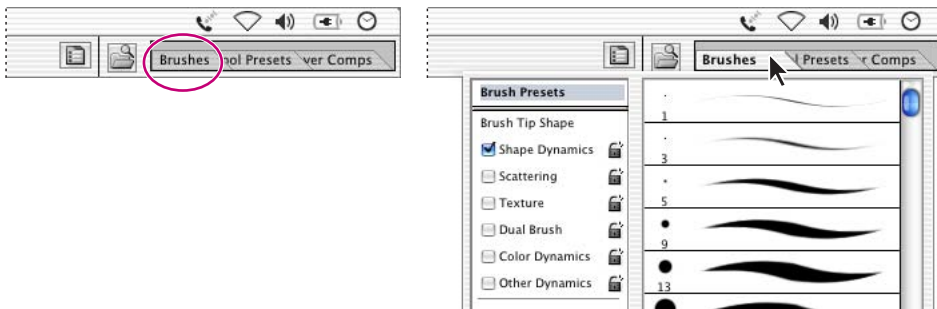 Brushes ool Presets yer Comps
Brushes l Presets r Comps
Brush Presets
Brush Tip Shape
Shape Dynamics
Scattering
Texture
Dual Brush
Color Dynamics
Other Dynamics
1
3
5
9
13